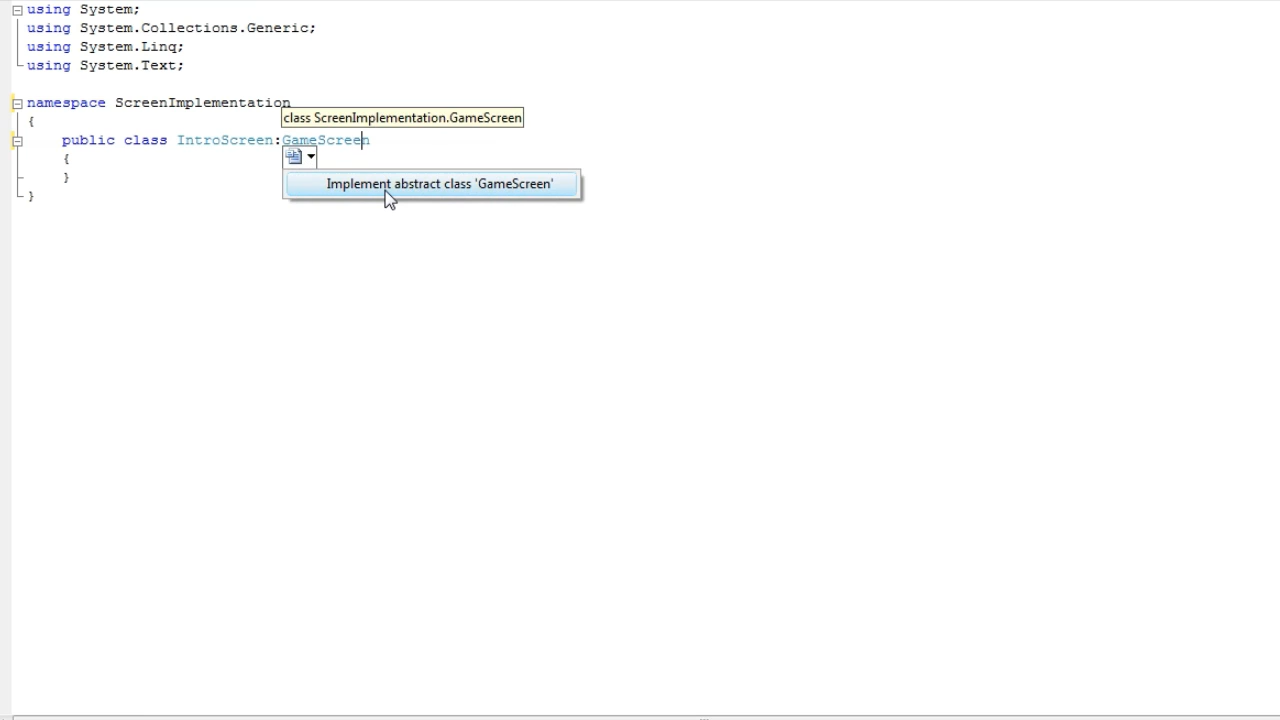 using System;
using System.Collections.Generic;
using System.Linq;
using System.Text;
namespace ScreenImplementation
class ScreenImplementation.GameScreen
{
public class IntroScreen:GameScreen
{
Implement abstract class 'GameScreen'
}
}